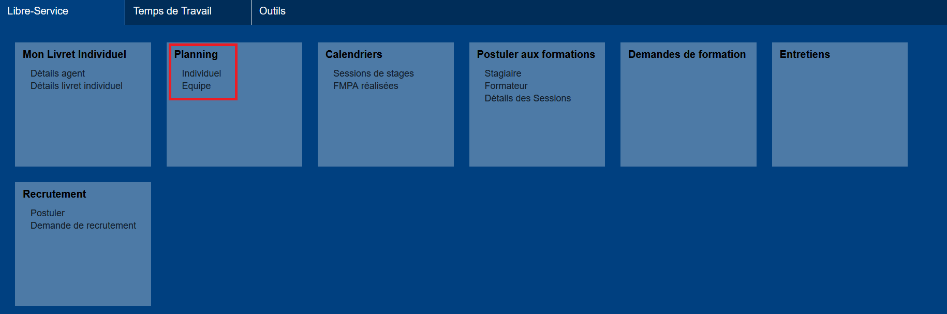 Libre-Service
Temps de Travail
Outils
Mon Livret Individuel
Détails agent
Détails livret individuel
Planning
Individuel
Equipe
Calendriers
Sessions de stages
FMPA réalisées
Postuler aux formations
Stagiaire
Formateur
Détails des Sessions
Demandes de formation
Entretiens
Recrutement
Postuler
Demande de recrutement